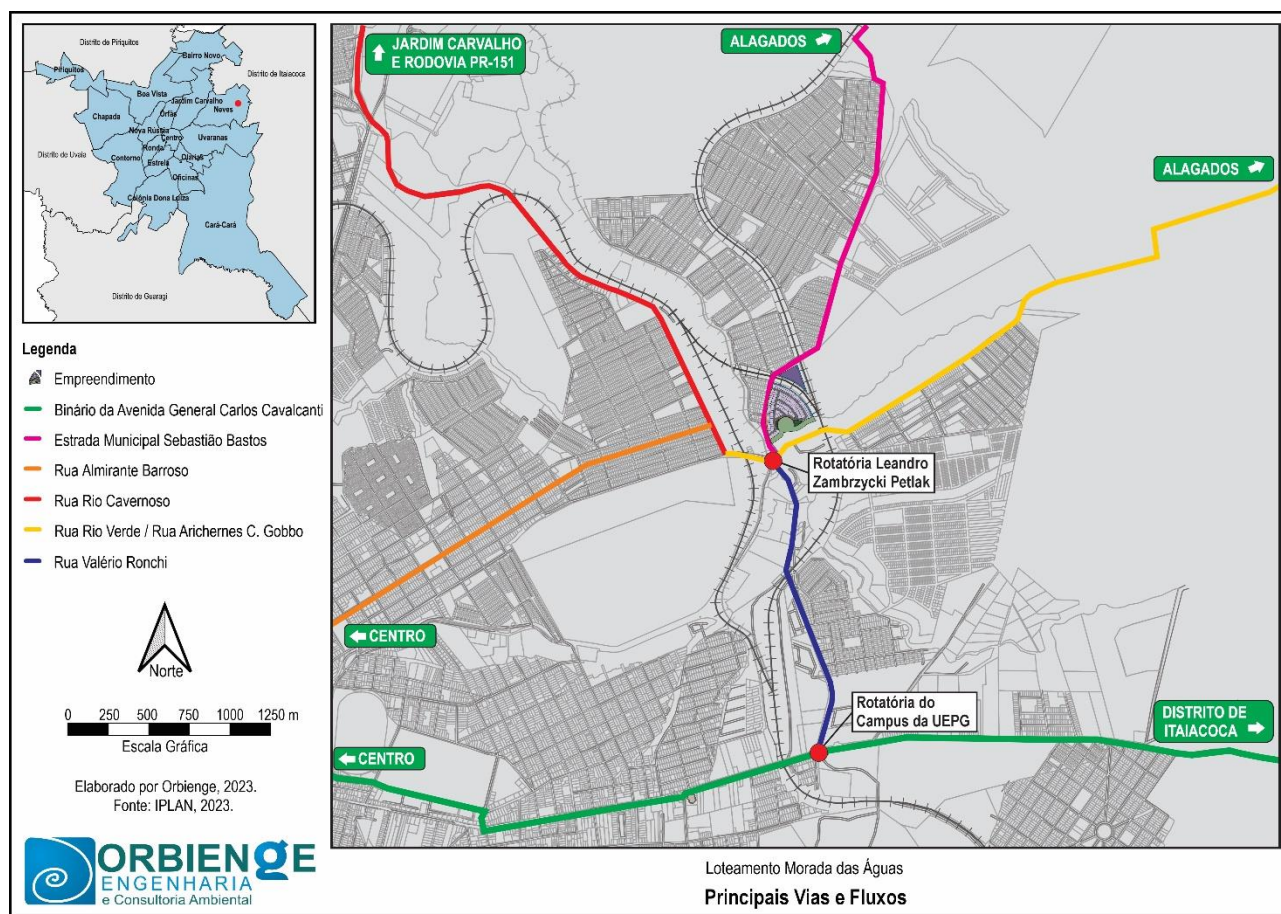 Distrito de Piriquitos
Bairro Novo
Piriquitos
Distrito de Itaiacoca
Boa Vista
Jardim Carvalho
Neves
Chapada
Órfãs
Nova Rússia
Centro
Uvaranas
Ronda
Distrito de Uvaia
Contorno
Estrela
Olarias
Oficinas
Colônia Dona Luiza
Cará-Cará
Distrito de Guaragi
Legenda
Empreendimento
Binário da Avenida General Carlos Cavalcanti
Estrada Municipal Sebastião Bastos
Rua Almirante Barroso
Rua Rio Cavernoso
Rua Rio Verde / Rua Arichernes C. Gobbo
Rua Valério Ronchi
Norte
0 250 500 750 1000 1250 m
Escala Gráfica
Elaborado por Orbienge, 2023.
Fonte: IPLAN, 2023.
ORBIENGE
ENGENHARIA
e Consultoria Ambiental
JARDIM CARVALHO
E RODOVIA PR-151
ALAGADOS
ALAGADOS
Rotatória Leandro
Zambrzycki Petlak
CENTRO
Rotatória do
Campus da UEPG
DISTRITO DE
ITAIACOCA
CENTRO
Loteamento Morada das Águas
Principais Vias e Fluxos